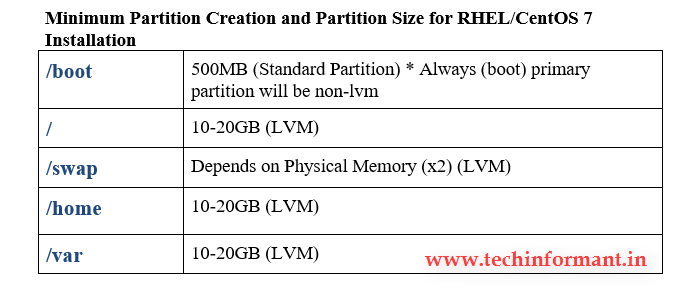 Minimum Partition Creation and Partition Size for RHEL/CentOS 7
Installation
/boot
500MB (Standard Partition) * Always (boot) primary
partition will be non-lvm
/
10-20GB (LVM)
/swap
Depends on Physical Memory (x2) (LVM)
/home
10-20GB (LVM)
/var
10-20GB (LVM)
www.techinformant.in